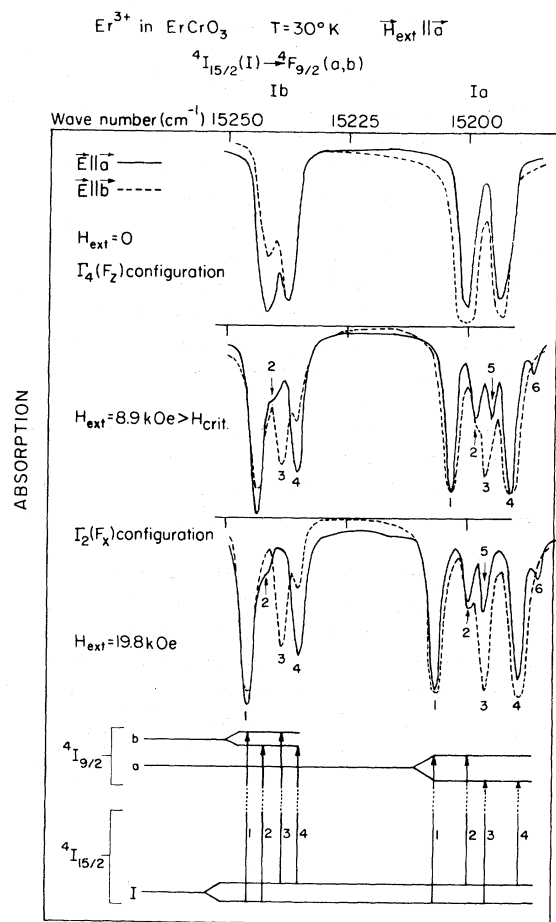 Er³⁺ in ErCrO₃ T=30°K H⃗ext ||a⃗
⁴I₁₅/₂(I)→⁴F₉/₂(a,b)
Ib Ia
Wave number (cm⁻¹) 15250 15225 15200
E⃗||a⃗
E⃗||b⃗
Hext=0
Γ₄(Fz) configuration
2 5 6
Hext=8.9 kOe>Hcrit.
3 4 1 2 3 4
Γ₂(Fx) configuration
5
2 2 6
3 4
Hext=19.8 kOe
1 1 3 4
ABSORPTION
b
⁴I₉/₂
a
1 2 3 4 1 2 3 4
⁴I₁₅/₂
I